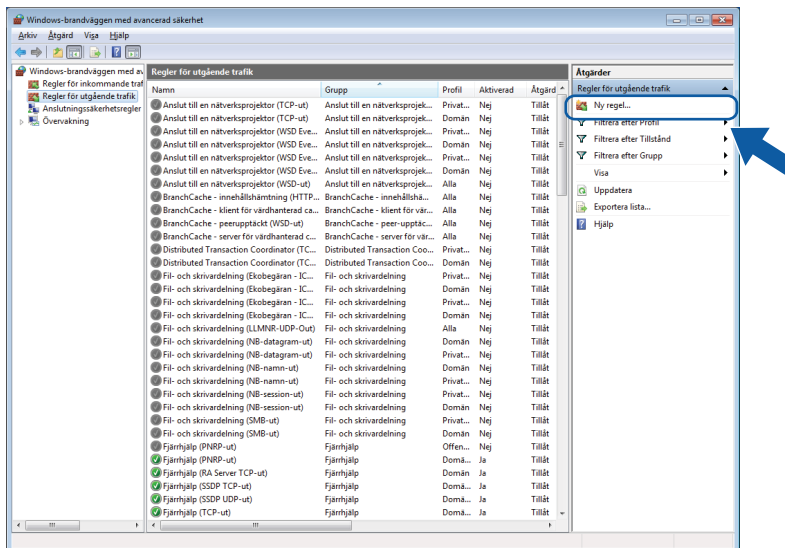 Windows-brandväggen med avancerad säkerhet
Arkiv Åtgärd Visa Hjälp
Windows-brandväggen med av
Regler för inkommande traf
Regler för utgående trafik
Anslutningssäkerhetsregler
Övervakning
Regler för utgående trafik
Namn Grupp Profil Aktiverad Åtgärd
Anslut till en nätverksprojektor (TCP-ut) Anslut till en nätverksprojek... Privat... Nej Tillåt
Anslut till en nätverksprojektor (TCP-ut) Anslut till en nätverksprojek... Domän Nej Tillåt
Anslut till en nätverksprojektor (WSD Eve... Anslut till en nätverksprojek... Privat... Nej Tillåt
Anslut till en nätverksprojektor (WSD Eve... Anslut till en nätverksprojek... Domän Nej Tillåt
Anslut till en nätverksprojektor (WSD Eve... Anslut till en nätverksprojek... Privat... Nej Tillåt
Anslut till en nätverksprojektor (WSD Eve... Anslut till en nätverksprojek... Domän Nej Tillåt
Anslut till en nätverksprojektor (WSD-ut) Anslut till en nätverksprojek... Alla Nej Tillåt
BranchCache - innehållshämtning (HTTP... BranchCache - innehållshä... Alla Nej Tillåt
BranchCache - klient för värdhanterad ca... BranchCache - klient för vär... Alla Nej Tillåt
BranchCache - peerupptäckt (WSD-ut) BranchCache - peer-upptäc... Alla Nej Tillåt
BranchCache - server för värdhanterad c... BranchCache - server för vär... Alla Nej Tillåt
Distributed Transaction Coordinator (TC... Distributed Transaction Coo... Privat... Nej Tillåt
Distributed Transaction Coordinator (TC... Distributed Transaction Coo... Domän Nej Tillåt
Fil- och skrivardelning (Ekobegäran - IC... Fil- och skrivardelning Privat... Nej Tillåt
Fil- och skrivardelning (Ekobegäran - IC... Fil- och skrivardelning Domän Nej Tillåt
Fil- och skrivardelning (Ekobegäran - IC... Fil- och skrivardelning Privat... Nej Tillåt
Fil- och skrivardelning (Ekobegäran - IC... Fil- och skrivardelning Domän Nej Tillåt
Fil- och skrivardelning (LLMNR-UDP-Out) Fil- och skrivardelning Alla Nej Tillåt
Fil- och skrivardelning (NB-datagram-ut) Fil- och skrivardelning Domän Nej Tillåt
Fil- och skrivardelning (NB-datagram-ut) Fil- och skrivardelning Privat... Nej Tillåt
Fil- och skrivardelning (NB-namn-ut) Fil- och skrivardelning Domän Nej Tillåt
Fil- och skrivardelning (NB-namn-ut) Fil- och skrivardelning Privat... Nej Tillåt
Fil- och skrivardelning (NB-session-ut) Fil- och skrivardelning Privat... Nej Tillåt
Fil- och skrivardelning (NB-session-ut) Fil- och skrivardelning Domän Nej Tillåt
Fil- och skrivardelning (SMB-ut) Fil- och skrivardelning Privat... Nej Tillåt
Fil- och skrivardelning (SMB-ut) Fil- och skrivardelning Domän Nej Tillåt
Fjärrhjälp (PNRP-ut) Fjärrhjälp Offen... Nej Tillåt
Fjärrhjälp (PNRP-ut) Fjärrhjälp Domä... Ja Tillåt
Fjärrhjälp (RA Server TCP-ut) Fjärrhjälp Domän Ja Tillåt
Fjärrhjälp (SSDP TCP-ut) Fjärrhjälp Domä... Ja Tillåt
Fjärrhjälp (SSDP UDP-ut) Fjärrhjälp Domä... Ja Tillåt
Fjärrhjälp (TCP-ut) Fjärrhjälp Domä... Ja Tillåt
Åtgärder
Regler för utgående trafik
Ny regel...
Filtrera efter Profil
Filtrera efter Tillstånd
Filtrera efter Grupp
Visa
Uppdatera
Exportera lista...
Hjälp